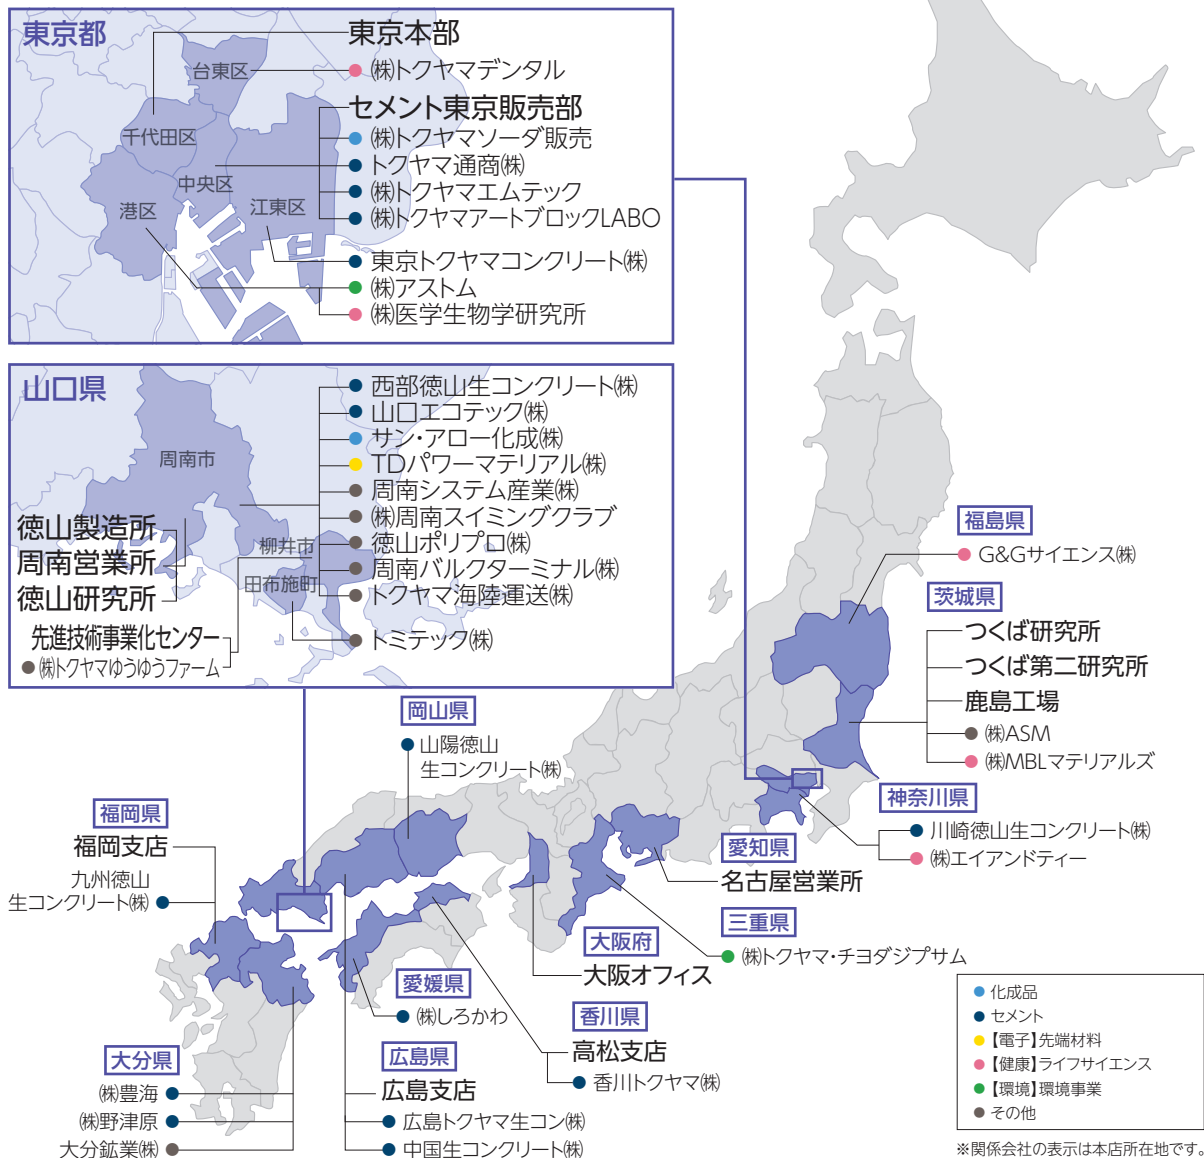 東京都
東京本部
台東区
㈱トクヤマデンタル
セメント東京販売部
千代田区
㈱トクヤマソーダ販売
トクヤマ通商㈱
中央区
㈱トクヤマエムテック
港区
江東区
㈱トクヤマアートブロックLABO
東京トクヤマコンクリート㈱
㈱アストム
㈱医学生物学研究所
山口県
西部徳山生コンクリート㈱
山口エコテック㈱
サン・アロー化成㈱
周南市
TDパワーマテリアル㈱
周南システム産業㈱
㈱周南スイミングクラブ
徳山製造所
周南営業所
徳山研究所
柳井市
徳山ポリプロ㈱
田布施町
周南バルクターミナル㈱
トクヤマ海陸運送㈱
先進技術事業化センター
㈱トクヤマゆうゆうファーム
トミテック㈱
福島県
G&Gサイエンス㈱
茨城県
つくば研究所
つくば第二研究所
鹿島工場
㈱ASM
㈱MBLマテリアルズ
神奈川県
川崎徳山生コンクリート㈱
㈱エイアンドティー
岡山県
山陽徳山
生コンクリート㈱
福岡県
福岡支店
九州徳山
生コンクリート㈱
愛知県
名古屋営業所
三重県
㈱トクヤマ・チヨダジプサム
大阪府
大阪オフィス
愛媛県
㈱しろかわ
香川県
高松支店
香川トクヤマ㈱
広島県
広島支店
広島トクヤマ生コン㈱
中国生コンクリート㈱
大分県
㈱豊海
㈱野津原
大分鉱業㈱
化成品
セメント
【電子】先端材料
【健康】ライフサイエンス
【環境】環境事業
その他
※関係会社の表示は本店所在地です。